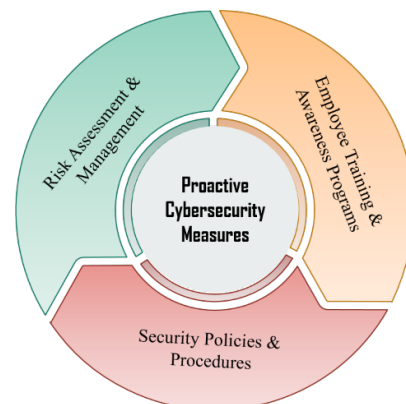 Risk Assessment &
Management
Employee Training &
Awareness Programs
Proactive
Cybersecurity
Measures
Security Policies &
Procedures